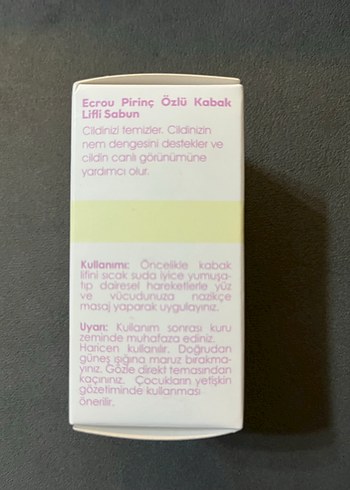 Ecrou Pirinç Özlü Kabak
Lifli Sabun
Cildinizi temizler. Cildinizin
nem dengesini destekler ve
cildin canlı görünümüne
yardımcı olur.
Kullanımı: Öncelikle kabak
lifini sıcak suda iyice yumuşa-
tıp dairesel hareketlerle yüz
ve vücudunuza nazikçe
masaj yaparak uygulayınız.
Uyarı: Kullanım sonrası kuru
zeminde muhafaza ediniz.
Haricen kullanılır. Doğrudan
güneş ışığına maruz bırakma-
yınız. Gözle direkt temasından
kaçınınız. Çocukların yetişkin
gözetiminde kullanması
önerilir.